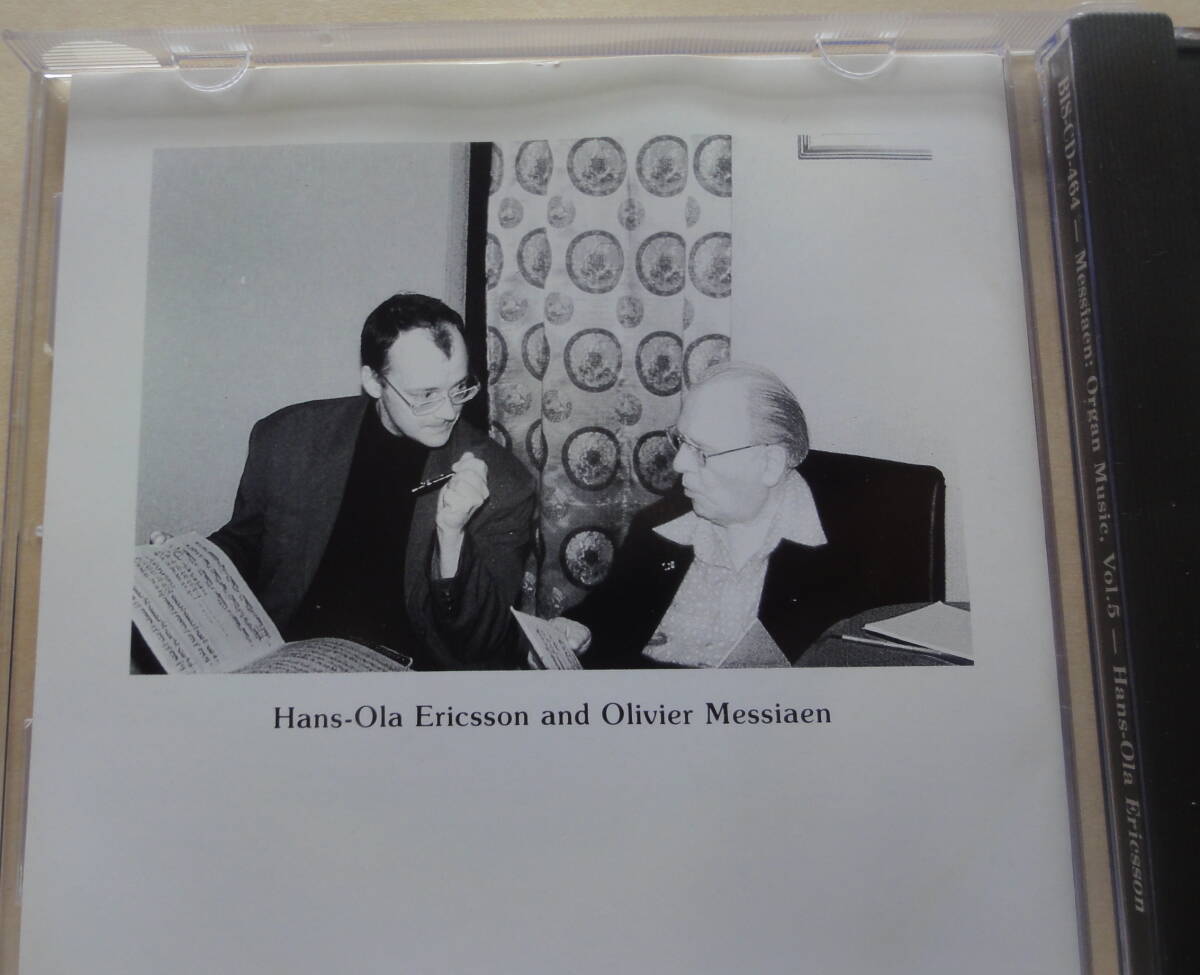 Hans-Ola Ericsson and Olivier Messiaen
BIS-CD-464 — Messiaen: Organ Music, Vol.5 — Hans-Ola Ericsson